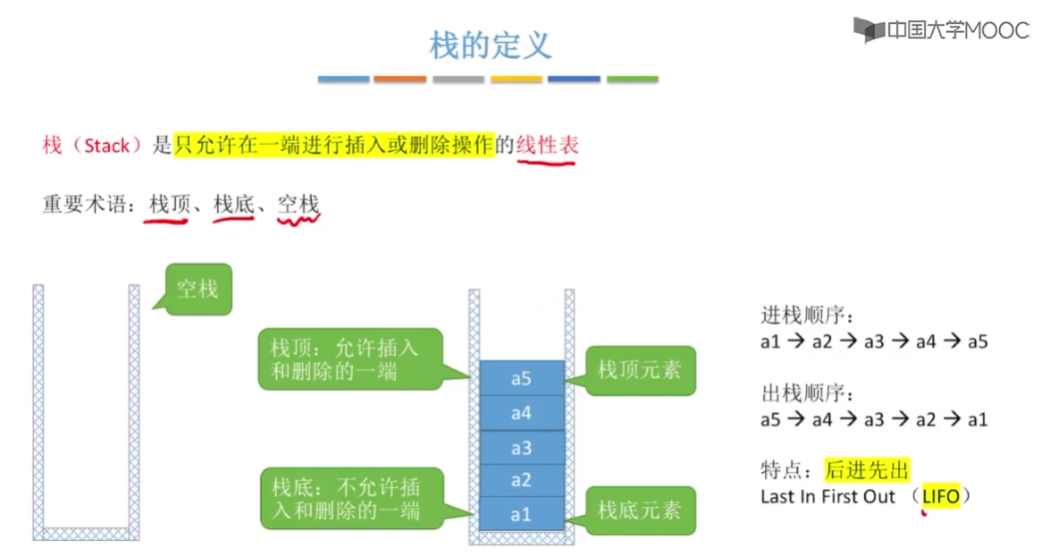 中国大学MOOC
栈的定义
栈（Stack）是只允许在一端进行插入或删除操作的线性表
重要术语：栈顶、栈底、空栈
空栈
栈顶：允许插入
和删除的一端
a5
a4
a3
a2
a1
栈顶元素
栈底：不允许插
入和删除的一端
栈底元素
进栈顺序：
a1 → a2 → a3 → a4 → a5
出栈顺序：
a5 → a4 → a3 → a2 → a1
特点：后进先出
Last In First Out （LIFO）